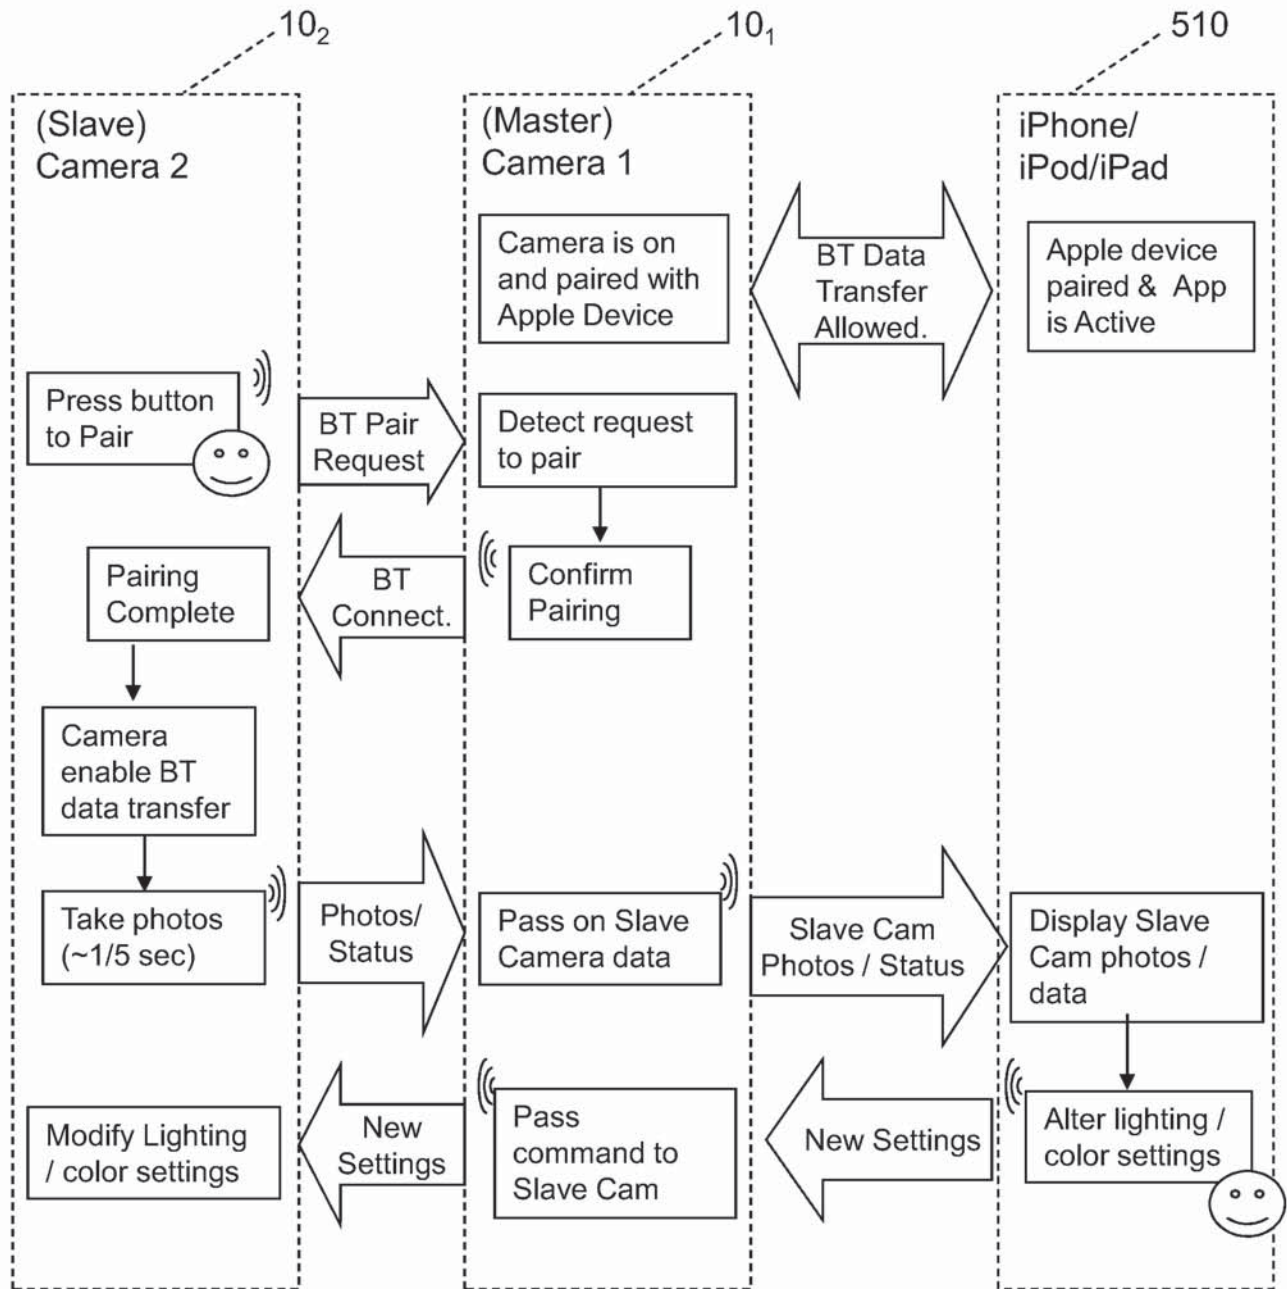 10₂
10₁
510
(Slave)
Camera 2
(Master)
Camera 1
iPhone/
iPod/iPad
Camera is on
and paired with
Apple Device
BT Data
Transfer
Allowed.
Apple device
paired & App
is Active
Press button
to Pair
BT Pair
Request
Detect request
to pair
Pairing
Complete
BT
Connect.
Confirm
Pairing
Camera
enable BT
data transfer
Take photos
(~1/5 sec)
Photos/
Status
Pass on Slave
Camera data
Slave Cam
Photos / Status
Display Slave
Cam photos /
data
Modify Lighting
/ color settings
New
Settings
Pass
command to
Slave Cam
New Settings
Alter lighting /
color settings